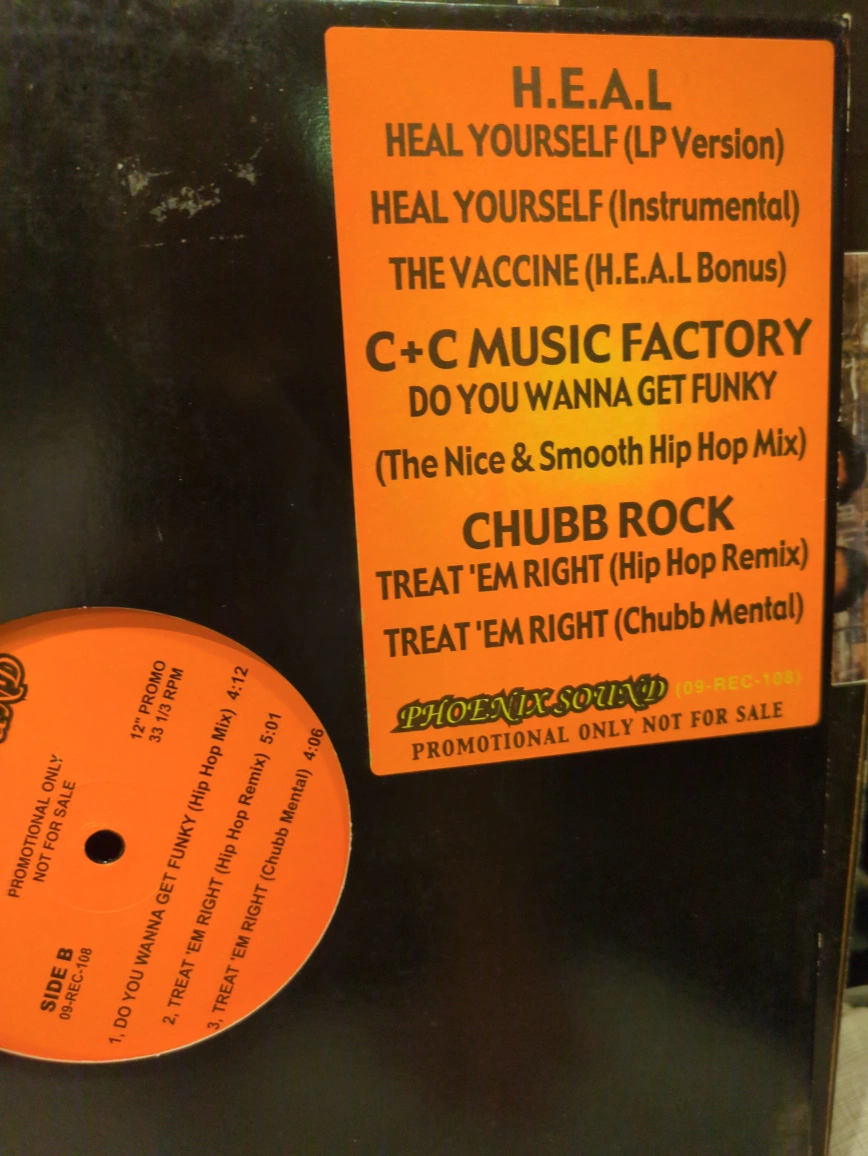 H.E.A.L
HEAL YOURSELF (LP Version)
HEAL YOURSELF (Instrumental)
THE VACCINE (H.E.A.L Bonus)
C+C MUSIC FACTORY
DO YOU WANNA GET FUNKY
(The Nice & Smooth Hip Hop Mix)
CHUBB ROCK
TREAT 'EM RIGHT (Hip Hop Remix)
TREAT 'EM RIGHT (Chubb Mental)
PHOENIX SOUND (09-REC-108)
PROMOTIONAL ONLY NOT FOR SALE
PROMOTIONAL ONLY
NOT FOR SALE
12" PROMO
33 1/3 RPM
SIDE B
09-REC-108
1, DO YOU WANNA GET FUNKY (Hip Hop Mix) 4:12
2, TREAT 'EM RIGHT (Hip Hop Remix) 5:01
3, TREAT 'EM RIGHT (Chubb Mental) 4:06